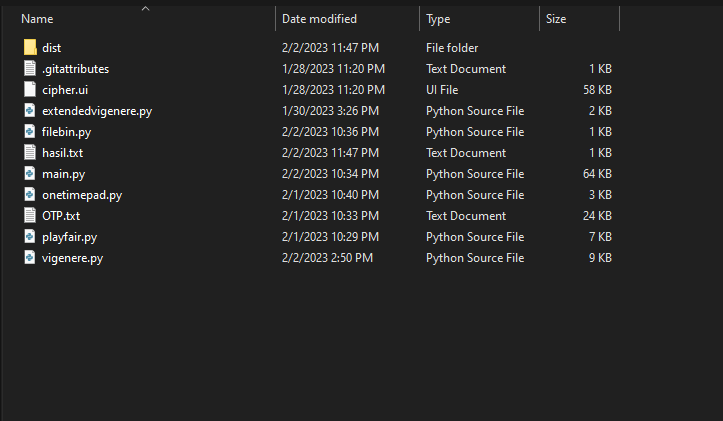 Name Date modified Type Size
dist 2/2/2023 11:47 PM File folder
.gitattributes 1/28/2023 11:20 PM Text Document 1 KB
cipher.ui 1/28/2023 11:20 PM UI File 58 KB
extendedvigenere.py 1/30/2023 3:26 PM Python Source File 2 KB
filebin.py 2/2/2023 10:36 PM Python Source File 1 KB
hasil.txt 2/2/2023 11:47 PM Text Document 1 KB
main.py 2/2/2023 10:34 PM Python Source File 64 KB
onetimepad.py 2/1/2023 10:40 PM Python Source File 3 KB
OTP.txt 2/1/2023 10:33 PM Text Document 24 KB
playfair.py 2/1/2023 10:29 PM Python Source File 7 KB
vigenere.py 2/2/2023 2:50 PM Python Source File 9 KB